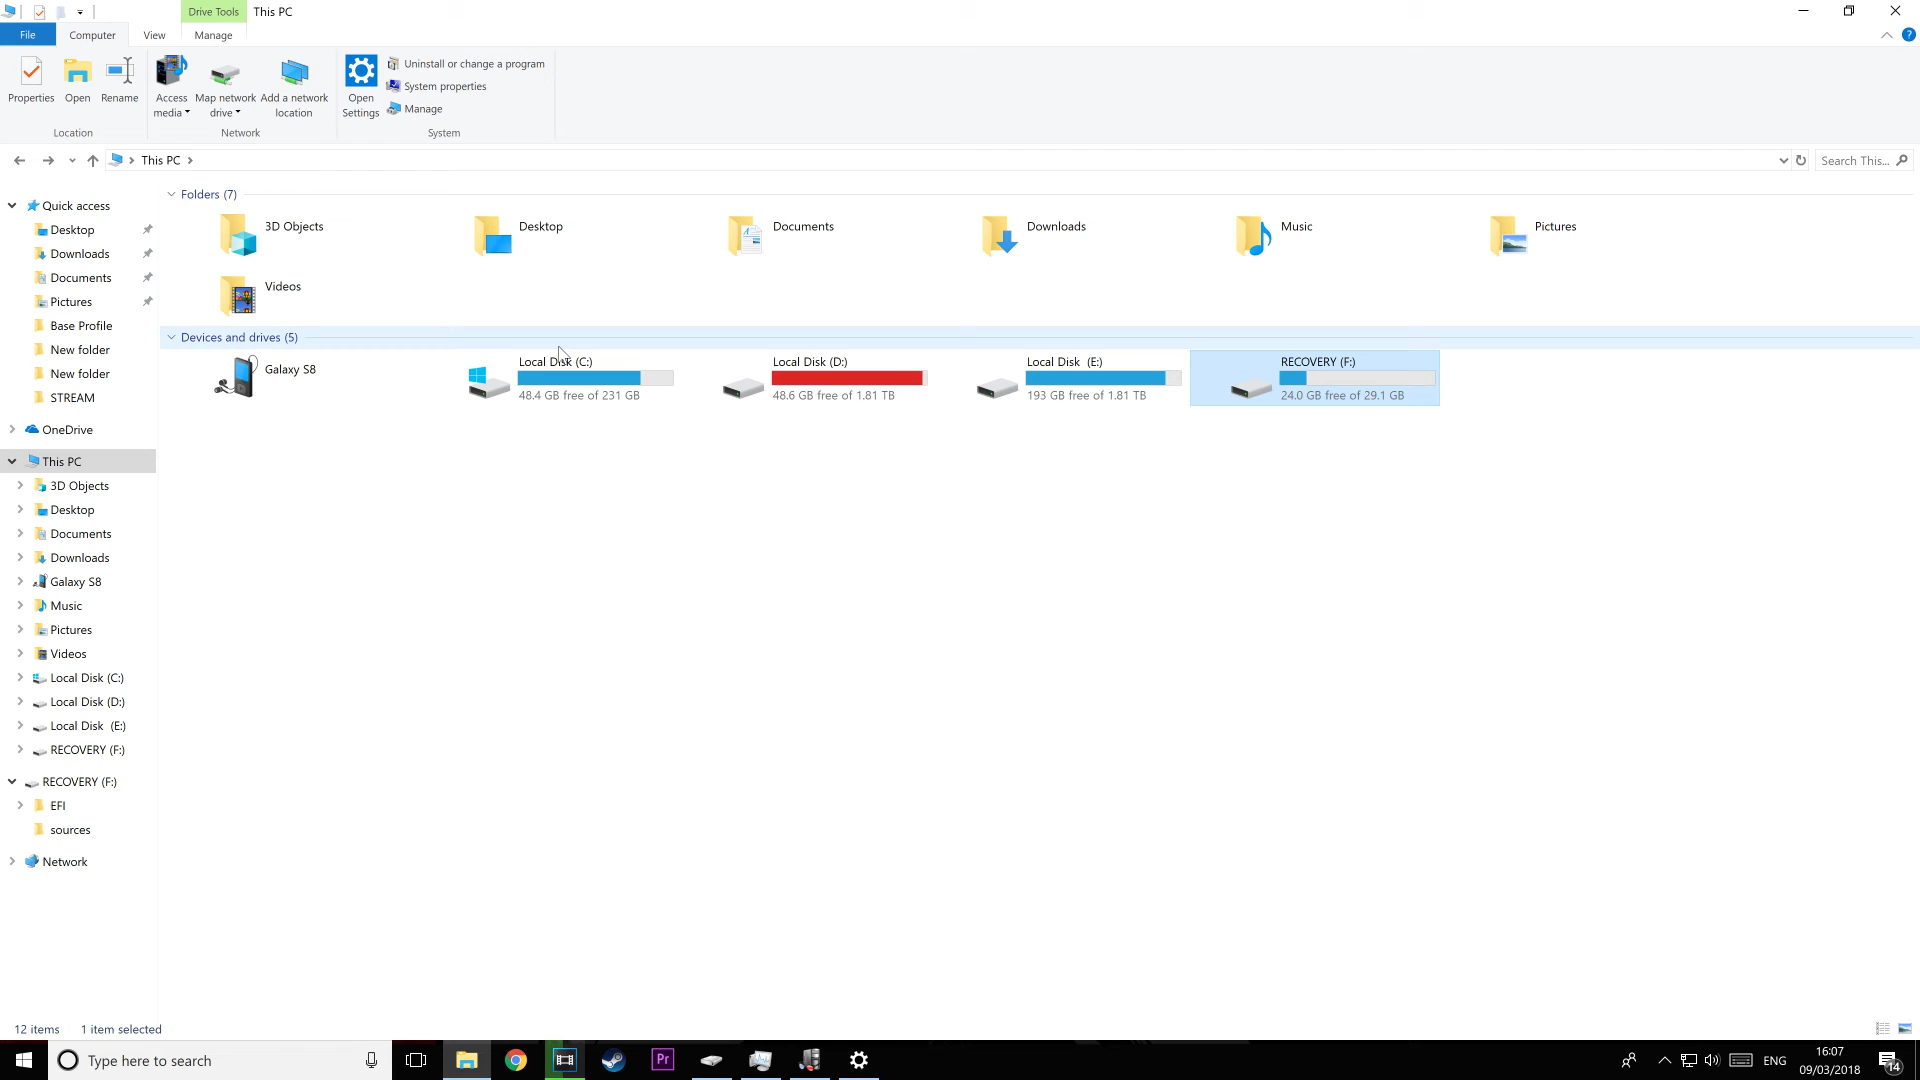 Drive Tools This PC
File Computer View Manage
Properties Open Rename Access media Map network drive Add a network location Open Settings
Uninstall or change a program
System properties
Manage
Location Network System
This PC
Search This...
Quick access
Desktop
Downloads
Documents
Pictures
Base Profile
New folder
New folder
STREAM
OneDrive
This PC
3D Objects
Desktop
Documents
Downloads
Galaxy S8
Music
Pictures
Videos
Local Disk (C:)
Local Disk (D:)
Local Disk (E:)
RECOVERY (F:)
RECOVERY (F:)
EFI
sources
Network
Folders (7)
3D Objects Desktop Documents Downloads Music Pictures
Videos
Devices and drives (5)
Galaxy S8
Local Disk (C:)
48.4 GB free of 231 GB
Local Disk (D:)
48.6 GB free of 1.81 TB
Local Disk (E:)
193 GB free of 1.81 TB
RECOVERY (F:)
24.0 GB free of 29.1 GB
12 items 1 item selected
Type here to search
Pr
ENG
16:07
09/03/2018
14